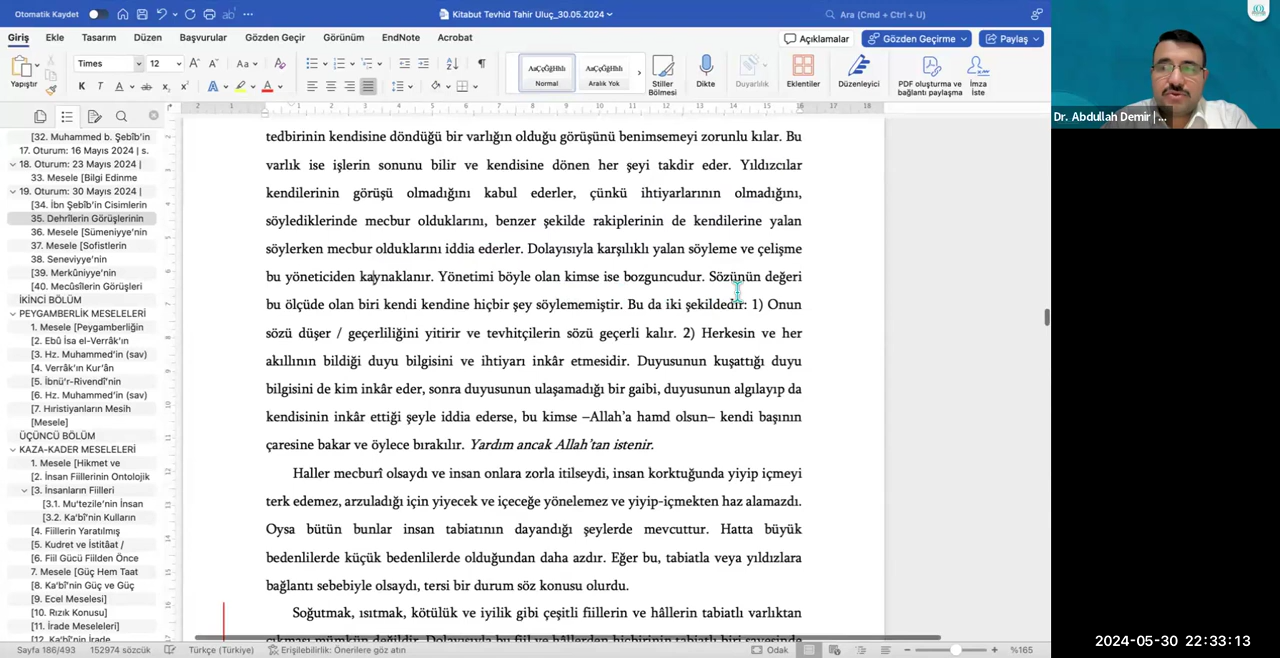 Otomatik Kaydet
Kitabut Tevhid Tahir Uluç_30.05.2024
Ara (Cmd + Ctrl + U)
Giriş Ekle Tasarım Düzen Başvurular Gözden Geçir Görünüm EndNote Acrobat
Açıklamalar Gözden Geçirme Paylaş
Yapıştır
Times 12
AaÇçĞğHhİı Normal
AaÇçĞğHhİı Aralık Yok
Stiller Bölmesi
Dikte
Duyarlılık
Eklentiler
Düzenleyici
PDF oluşturma ve bağlantı paylaşma
İmza İste
[32. Muhammed b. Şebîb'in
17. Oturum: 16 Mayıs 2024 | s.
18. Oturum: 23 Mayıs 2024 |
33. Mesele [Bilgi Edinme
19. Oturum: 30 Mayıs 2024 |
[34. İbn Şebîb'in Cisimlerin
35. Dehrîlerin Görüşlerinin
36. Mesele [Sümeniyye'nin
37. Mesele [Sofistlerin
38. Seneviyye'nin
[39. Merkûniyye'nin
[40. Mecûsîlerin Görüşleri
İKİNCİ BÖLÜM
PEYGAMBERLİK MESELELERİ
1. Mesele [Peygamberliğin
[2. Ebû İsa el-Verrâk'ın
[3. Hz. Muhammed'in (sav)
[4. Verrâk'ın Kur'ân
[5. İbnü'r-Rivendî'nin
[6. Hz. Muhammed'in (sav)
[7. Hıristiyanların Mesih
[Mesele]
ÜÇÜNCÜ BÖLÜM
KAZA-KADER MESELELERİ
1. Mesele [Hikmet ve
[2. İnsan Fiillerinin Ontolojik
[3. İnsanların Fiilleri
[3.1. Mu'tezile'nin İnsan
[3.2. Ka'bî'nin Kulların
[4. Fiillerin Yaratılmış
[5. Kudret ve İstitâat /
[6. Fiil Gücü Fiilden Önce
7. Mesele [Güç Hem Taat
[8. Ka'bî'nin Güç ve Güç
[9. Ecel Meselesi]
[10. Rızık Konusu]
[11. İrade Meseleleri]
[12. Ka'bî'nin İrade
tedbirinin kendisine döndüğü bir varlığın olduğu görüşünü benimsemeyi zorunlu kılar. Bu
varlık ise işlerin sonunu bilir ve kendisine dönen her şeyi takdir eder. Yıldızcılar
kendilerinin görüşü olmadığını kabul ederler, çünkü ihtiyarlarının olmadığını,
söylediklerinde mecbur olduklarını, benzer şekilde rakiplerinin de kendilerine yalan
söylerken mecbur olduklarını iddia ederler. Dolayısıyla karşılıklı yalan söyleme ve çelişme
bu yöneticiden kaynaklanır. Yönetimi böyle olan kimse ise bozguncudur. Sözünün değeri
bu ölçüde olan biri kendi kendine hiçbir şey söylememiştir. Bu da iki şekildedir: 1) Onun
sözü düşer / geçerliliğini yitirir ve tevhitçilerin sözü geçerli kalır. 2) Herkesin ve her
akıllının bildiği duyu bilgisini ve ihtiyarı inkâr etmesidir. Duyusunun kuşattığı duyu
bilgisini de kim inkâr eder, sonra duyusunun ulaşamadığı bir gaibi, duyusunun algılayıp da
kendisinin inkâr ettiği şeyle iddia ederse, bu kimse –Allah'a hamd olsun– kendi başının
çaresine bakar ve öylece bırakılır. Yardım ancak Allah'tan istenir.
Haller mecburî olsaydı ve insan onlara zorla itilseydi, insan korktuğunda yiyip içmeyi
terk edemez, arzuladığı için yiyecek ve içeceğe yönelemez ve yiyip-içmekten haz alamazdı.
Oysa bütün bunlar insan tabiatının dayandığı şeylerde mevcuttur. Hatta büyük
bedenlilerde küçük bedenlilerde olduğundan daha azdır. Eğer bu, tabiatla veya yıldızlara
bağlantı sebebiyle olsaydı, tersi bir durum söz konusu olurdu.
Soğutmak, ısıtmak, kötülük ve iyilik gibi çeşitli fiillerin ve hâllerin tabiatlı varlıktan
çıkması mümkün değildir. Dolayısıyla bu fiil ve hâllerden hiçbirinin tabiatlı biri sayesinde
Sayfa 186/493 152974 sözcük Türkçe (Türkiye) Erişilebilirlik: Önerilere göz atın Odak %165
Dr. Abdullah Demir | ...
2024-05-30 22:33:13